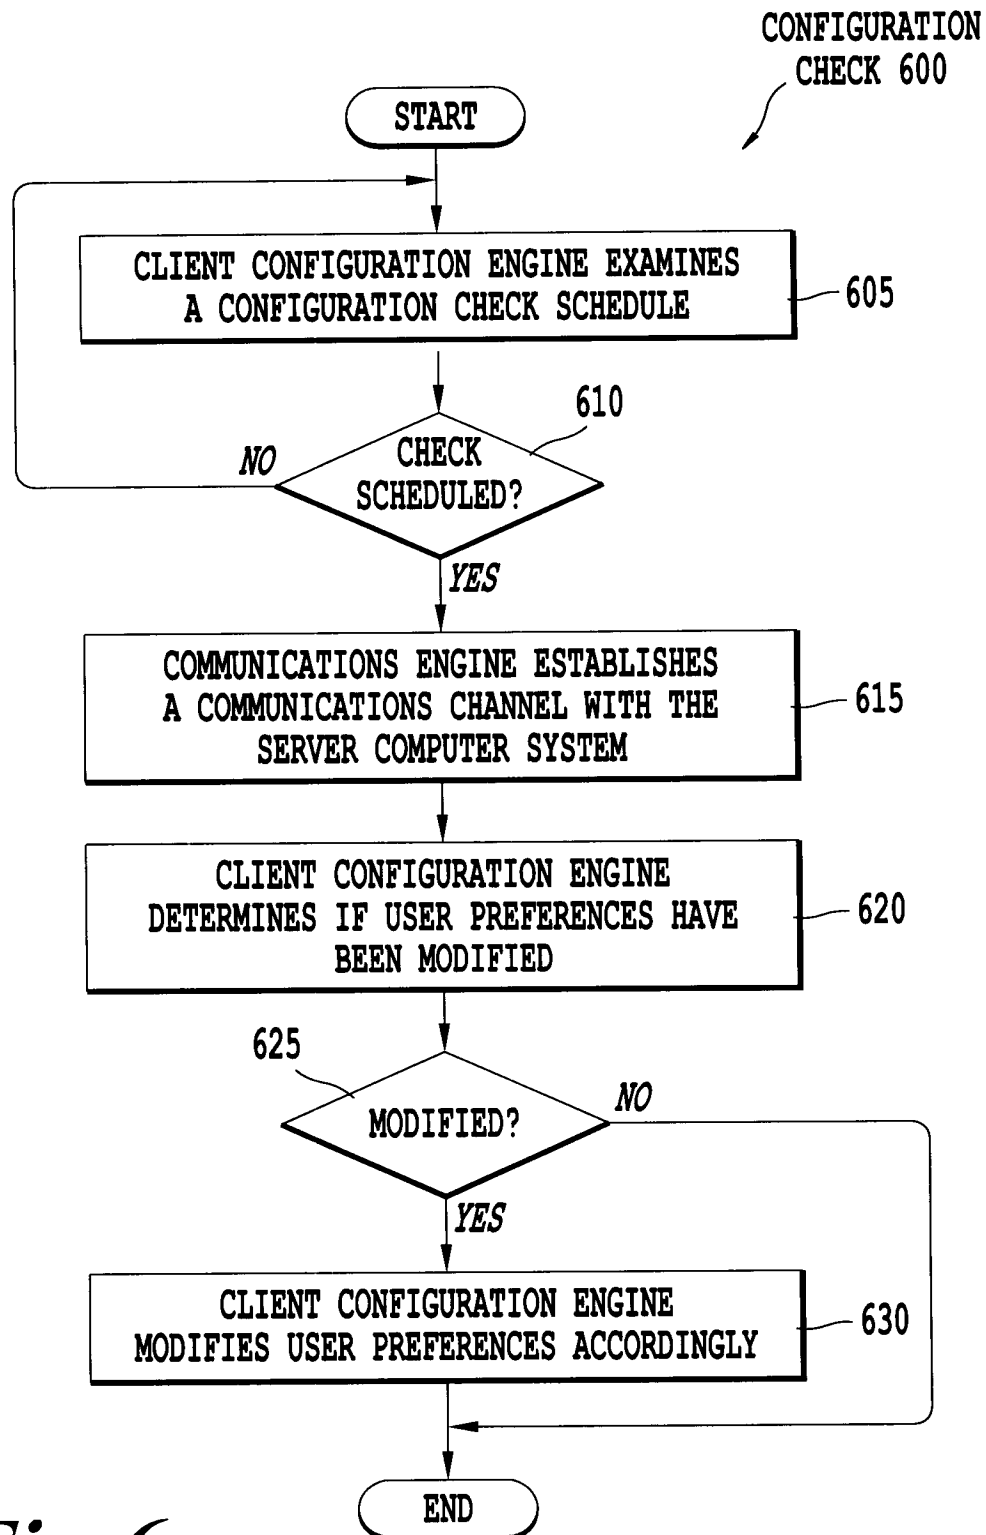 CONFIGURATION
CHECK 600
START
CLIENT CONFIGURATION ENGINE EXAMINES
A CONFIGURATION CHECK SCHEDULE
605
610
CHECK
SCHEDULED?
NO
YES
COMMUNICATIONS ENGINE ESTABLISHES
A COMMUNICATIONS CHANNEL WITH THE
SERVER COMPUTER SYSTEM
615
CLIENT CONFIGURATION ENGINE
DETERMINES IF USER PREFERENCES HAVE
BEEN MODIFIED
620
625
MODIFIED?
NO
YES
CLIENT CONFIGURATION ENGINE
MODIFIES USER PREFERENCES ACCORDINGLY
630
END